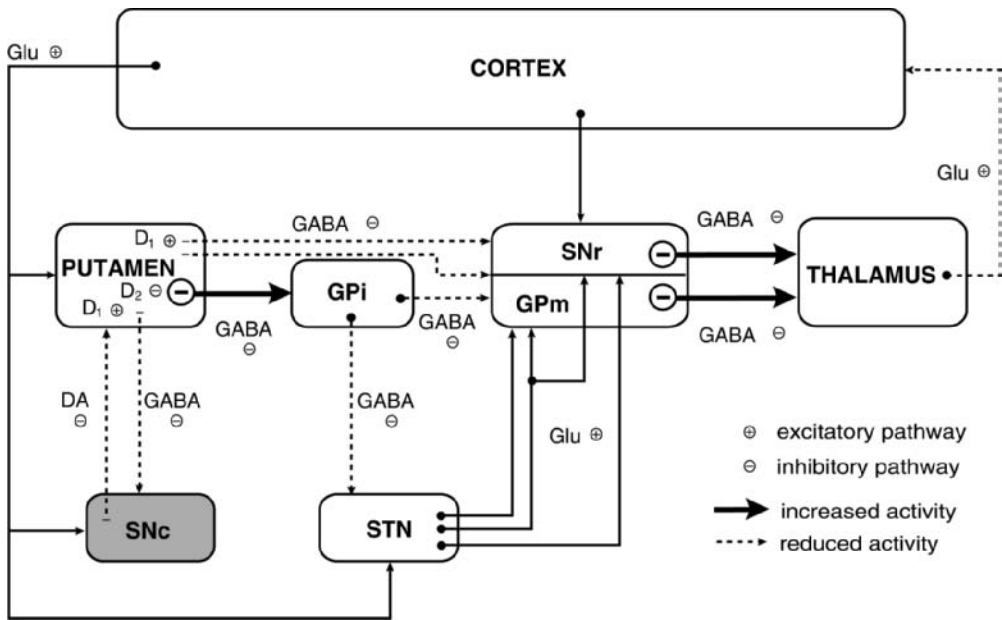 Glu ⊕
CORTEX
Glu ⊕
GABA ⊖
GABA ⊖
D1 ⊕
PUTAMEN
D2 ⊖
D1 ⊕
GPi
SNr
GPm
THALAMUS
GABA
⊖
GABA
⊖
GABA ⊖
DA
⊖
GABA
⊖
GABA
⊖
Glu ⊕
SNc
STN
⊕ excitatory pathway
⊖ inhibitory pathway
increased activity
reduced activity